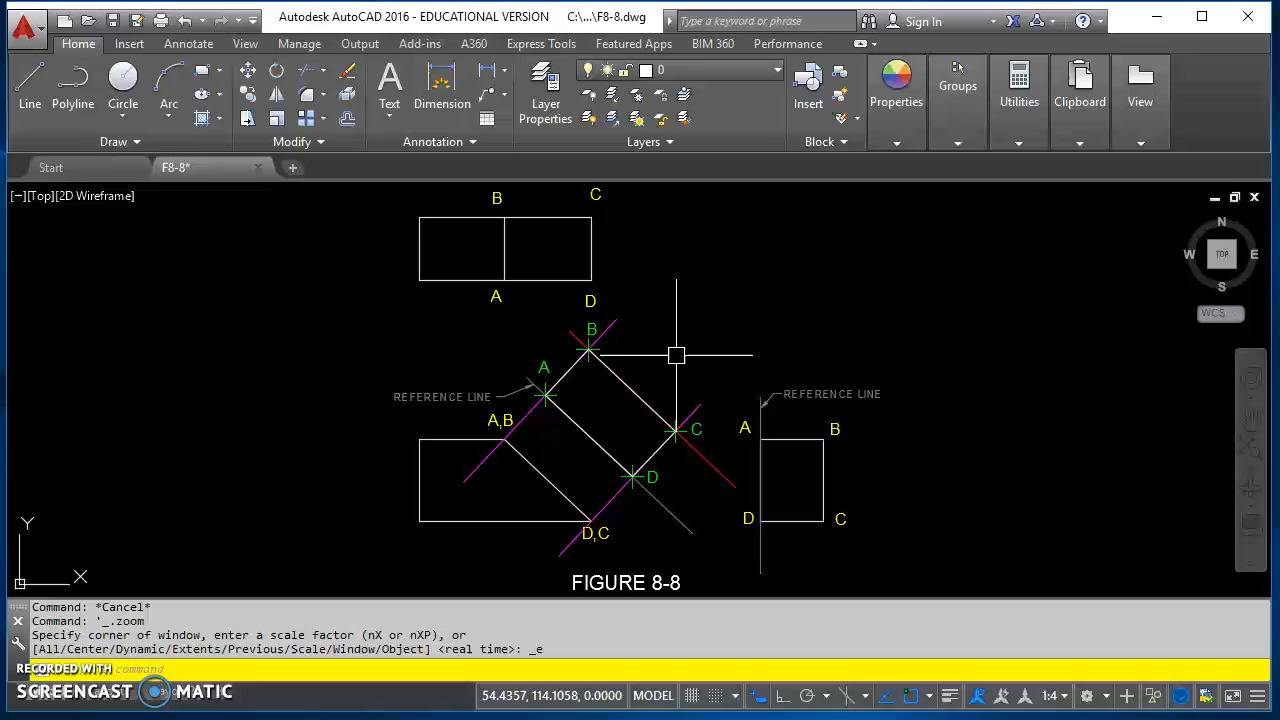 Autodesk AutoCAD 2016 - EDUCATIONAL VERSION C:\...\F8-8.dwg
Type a keyword or phrase
Sign In
Home Insert Annotate View Manage Output Add-ins A360 Express Tools Featured Apps BIM 360 Performance
0
Line Polyline Circle Arc Text Dimension Layer Properties Insert Properties Groups Utilities Clipboard View
Draw Modify Annotation Layers Block
Start F8-8*
[−][Top][2D Wireframe]
B C
N
W TOP E
S
WCS
A D
B
A
REFERENCE LINE REFERENCE LINE
A,B C A B
D
D,C D C
Y
X
FIGURE 8-8
Command: *Cancel*
Command: '_.zoom
Specify corner of window, enter a scale factor (nX or nXP), or
[All/Center/Dynamic/Extents/Previous/Scale/Window/Object] <real time>: _e
RECORDED WITH command
SCREENCAST MATIC
54.4357, 114.1058, 0.0000 MODEL 1:4